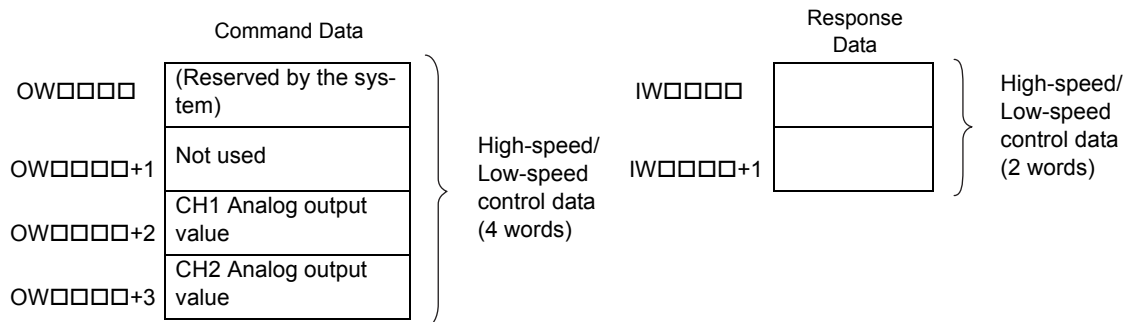 Command Data
OW□□□□
(Reserved by the sys-
tem)
OW□□□□+1
Not used
OW□□□□+2
CH1 Analog output
value
OW□□□□+3
CH2 Analog output
value
High-speed/
Low-speed
control data
(4 words)
Response
Data
IW□□□□
IW□□□□+1
High-speed/
Low-speed
control data
(2 words)